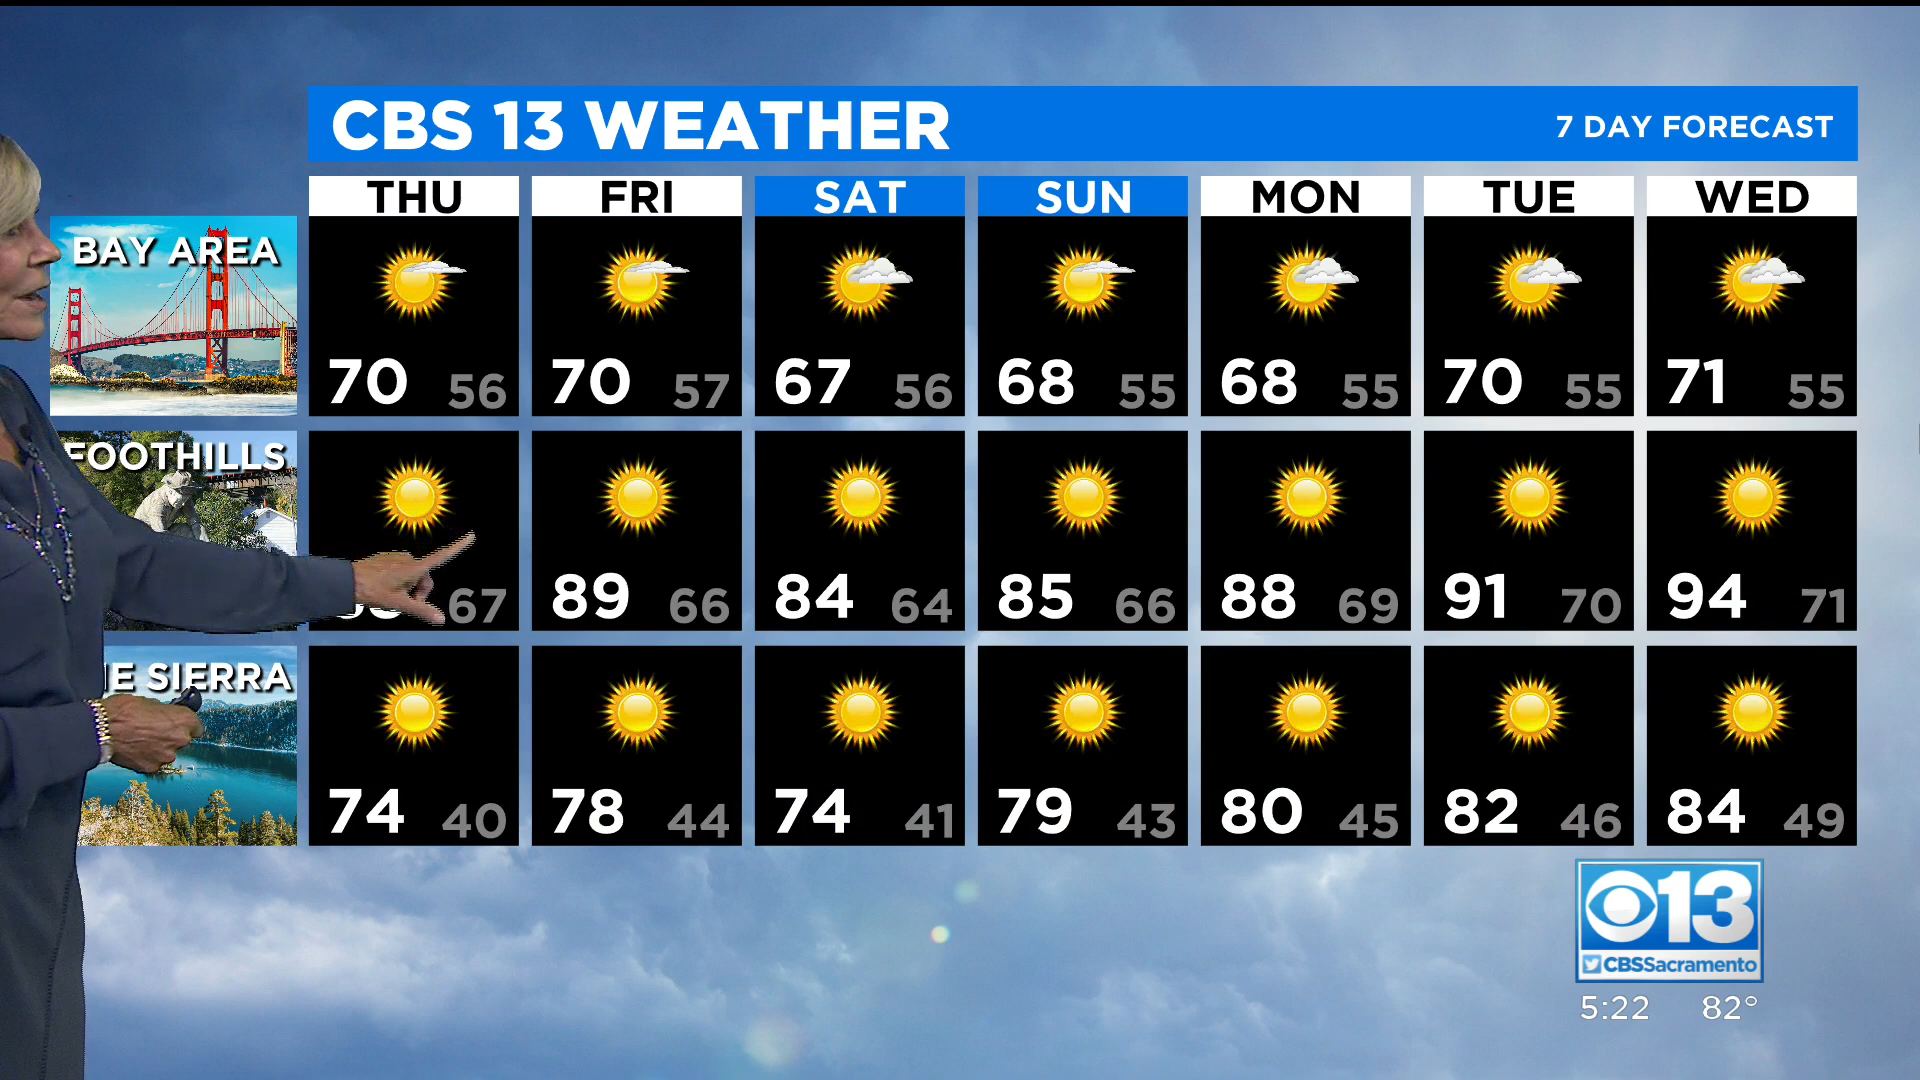 CBS 13 WEATHER
7 DAY FORECAST
THU FRI SAT SUN MON TUE WED
BAY AREA
70 56 70 57 67 56 68 55 68 55 70 55 71 55
FOOTHILLS
67 89 66 84 64 85 66 88 69 91 70 94 71
SIERRA
74 40 78 44 74 41 79 43 80 45 82 46 84 49
13
CBSSacramento
5:22 82°